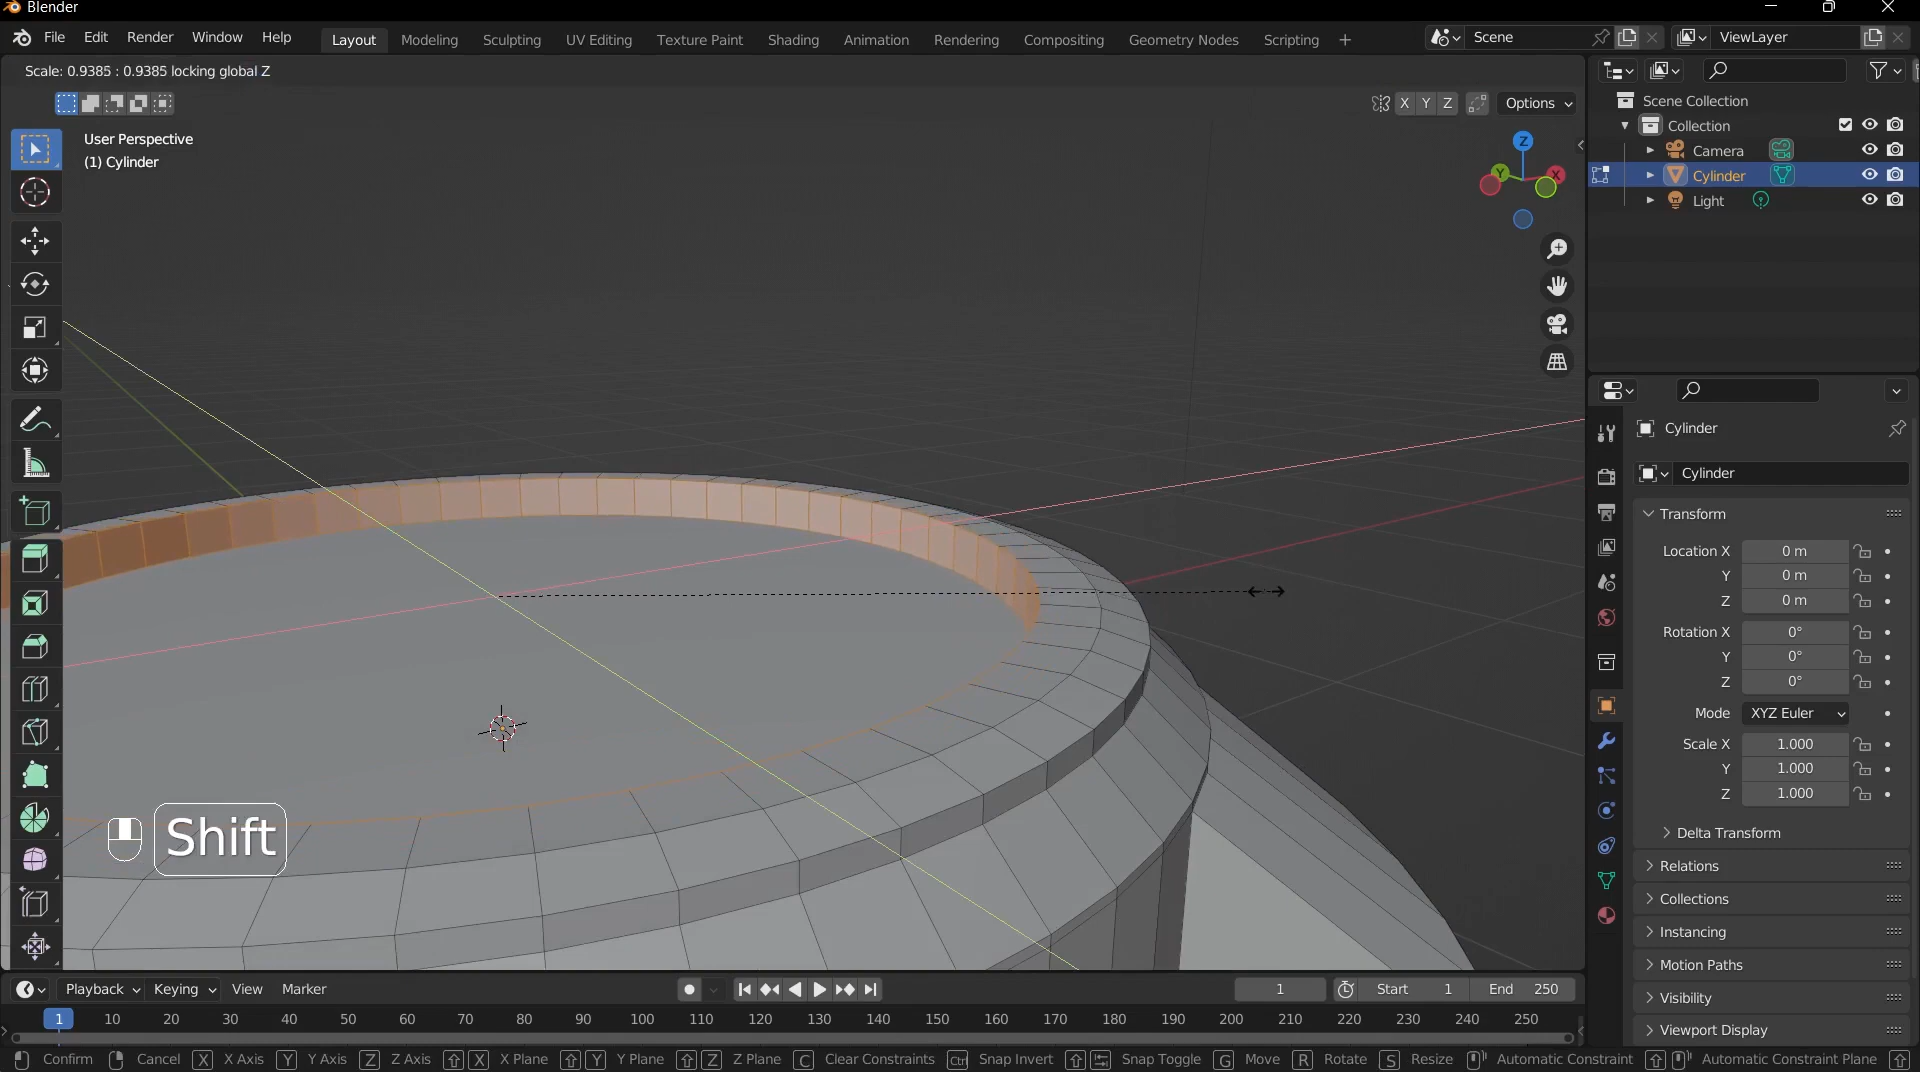 Blender
File Edit Render Window Help Layout Modeling Sculpting UV Editing Texture Paint Shading Animation Rendering Compositing Geometry Nodes Scripting + Scene ViewLayer
Scale: 0.9385 : 0.9385 locking global Z
X Y Z Options
User Perspective
(1) Cylinder
Z
Y X
Scene Collection
Collection
Camera
Cylinder
Light
Cylinder
Cylinder
Transform
Location X 0 m
Y 0 m
Z 0 m
Rotation X 0°
Y 0°
Z 0°
Mode XYZ Euler
Scale X 1.000
Y 1.000
Z 1.000
Delta Transform
Relations
Collections
Instancing
Motion Paths
Visibility
Viewport Display
Shift
Playback Keying View Marker 1 Start 1 End 250
1 10 20 30 40 50 60 70 80 90 100 110 120 130 140 150 160 170 180 190 200 210 220 230 240 250
Confirm Cancel X X Axis Y Y Axis Z Z Axis X X Plane Y Y Plane Z Z Plane C Clear Constraints Ctrl Snap Invert Snap Toggle G Move R Rotate S Resize Automatic Constraint Automatic Constraint Plane